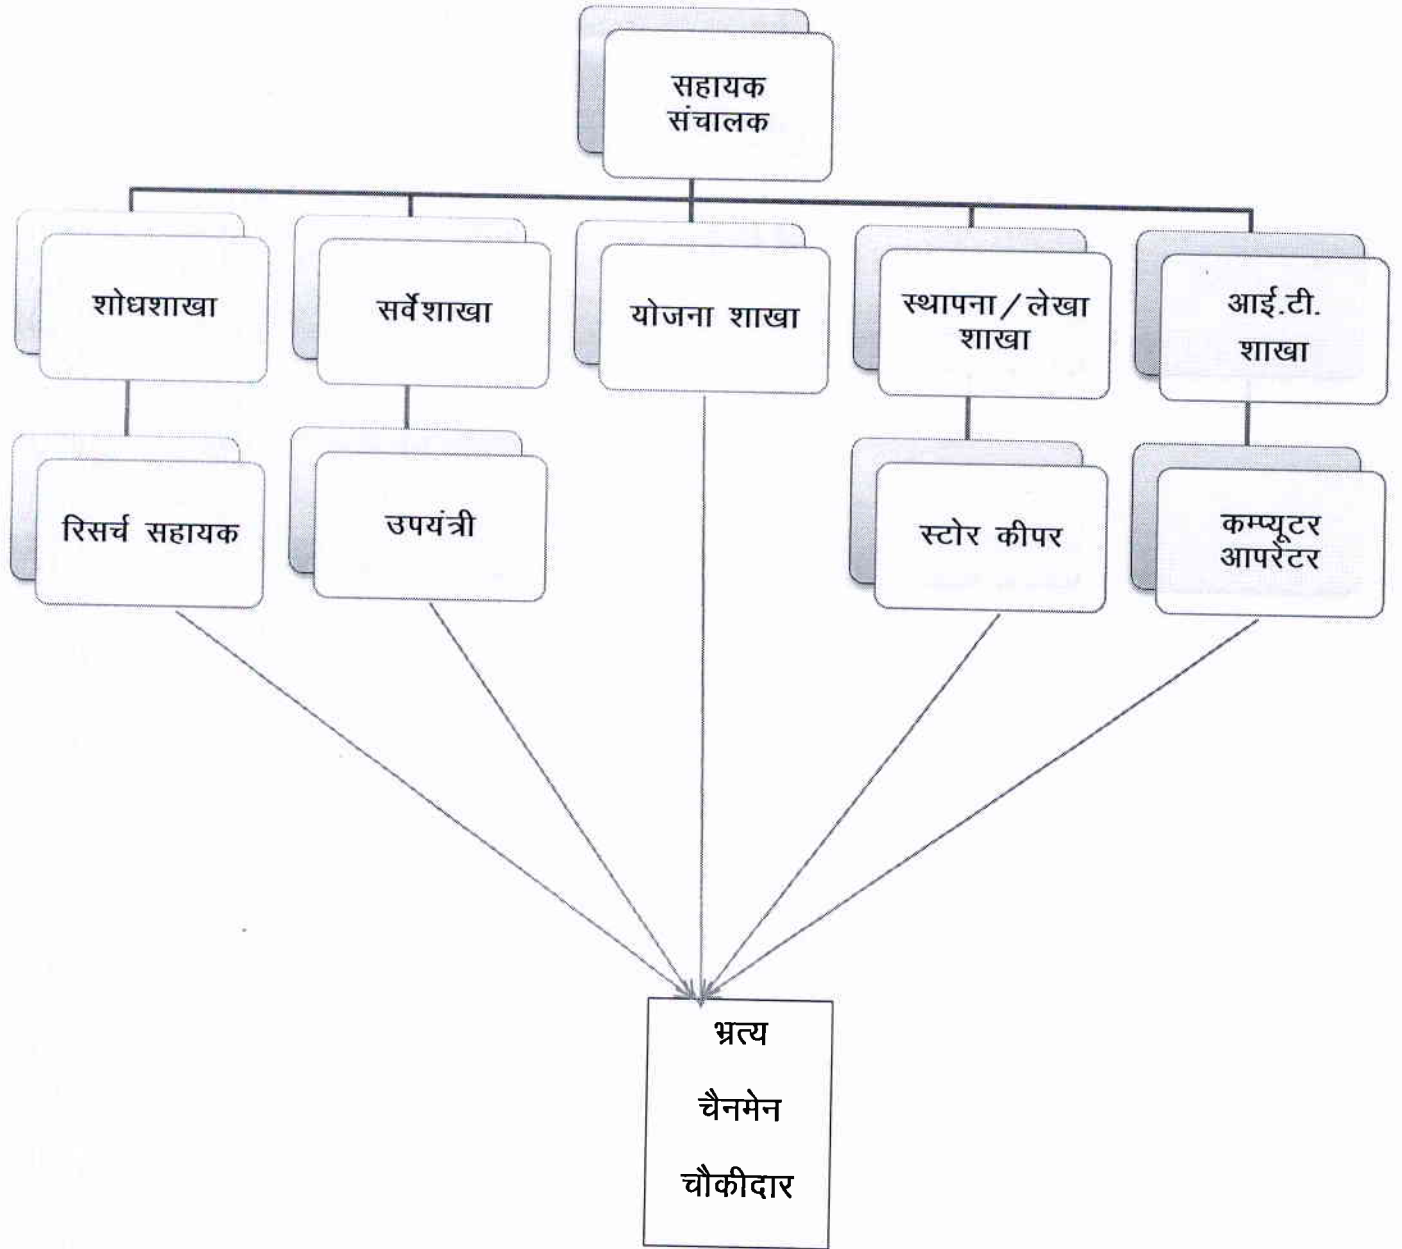 सहायक
संचालक
शोधशाखा
सर्वेशाखा
योजना शाखा
स्थापना/लेखा
शाखा
आई.टी.
शाखा
रिसर्च सहायक
उपयंत्री
स्टोर कीपर
कम्प्यूटर
आपरेटर
भ्रत्य
चैनमेन
चौकीदार